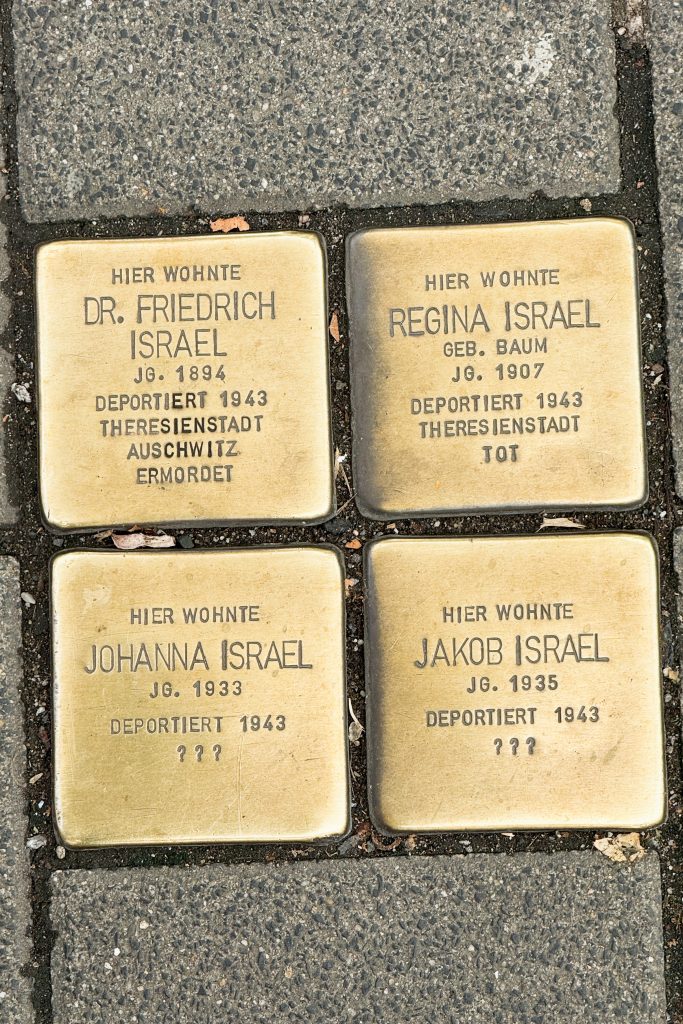 HIER WOHNTE
DR. FRIEDRICH
ISRAEL
JG. 1894
DEPORTIERT 1943
THERESIENSTADT
AUSCHWITZ
ERMORDET
HIER WOHNTE
REGINA ISRAEL
GEB. BAUM
JG. 1907
DEPORTIERT 1943
THERESIENSTADT
TOT
HIER WOHNTE
JOHANNA ISRAEL
JG. 1933
DEPORTIERT 1943
???
HIER WOHNTE
JAKOB ISRAEL
JG. 1935
DEPORTIERT 1943
???